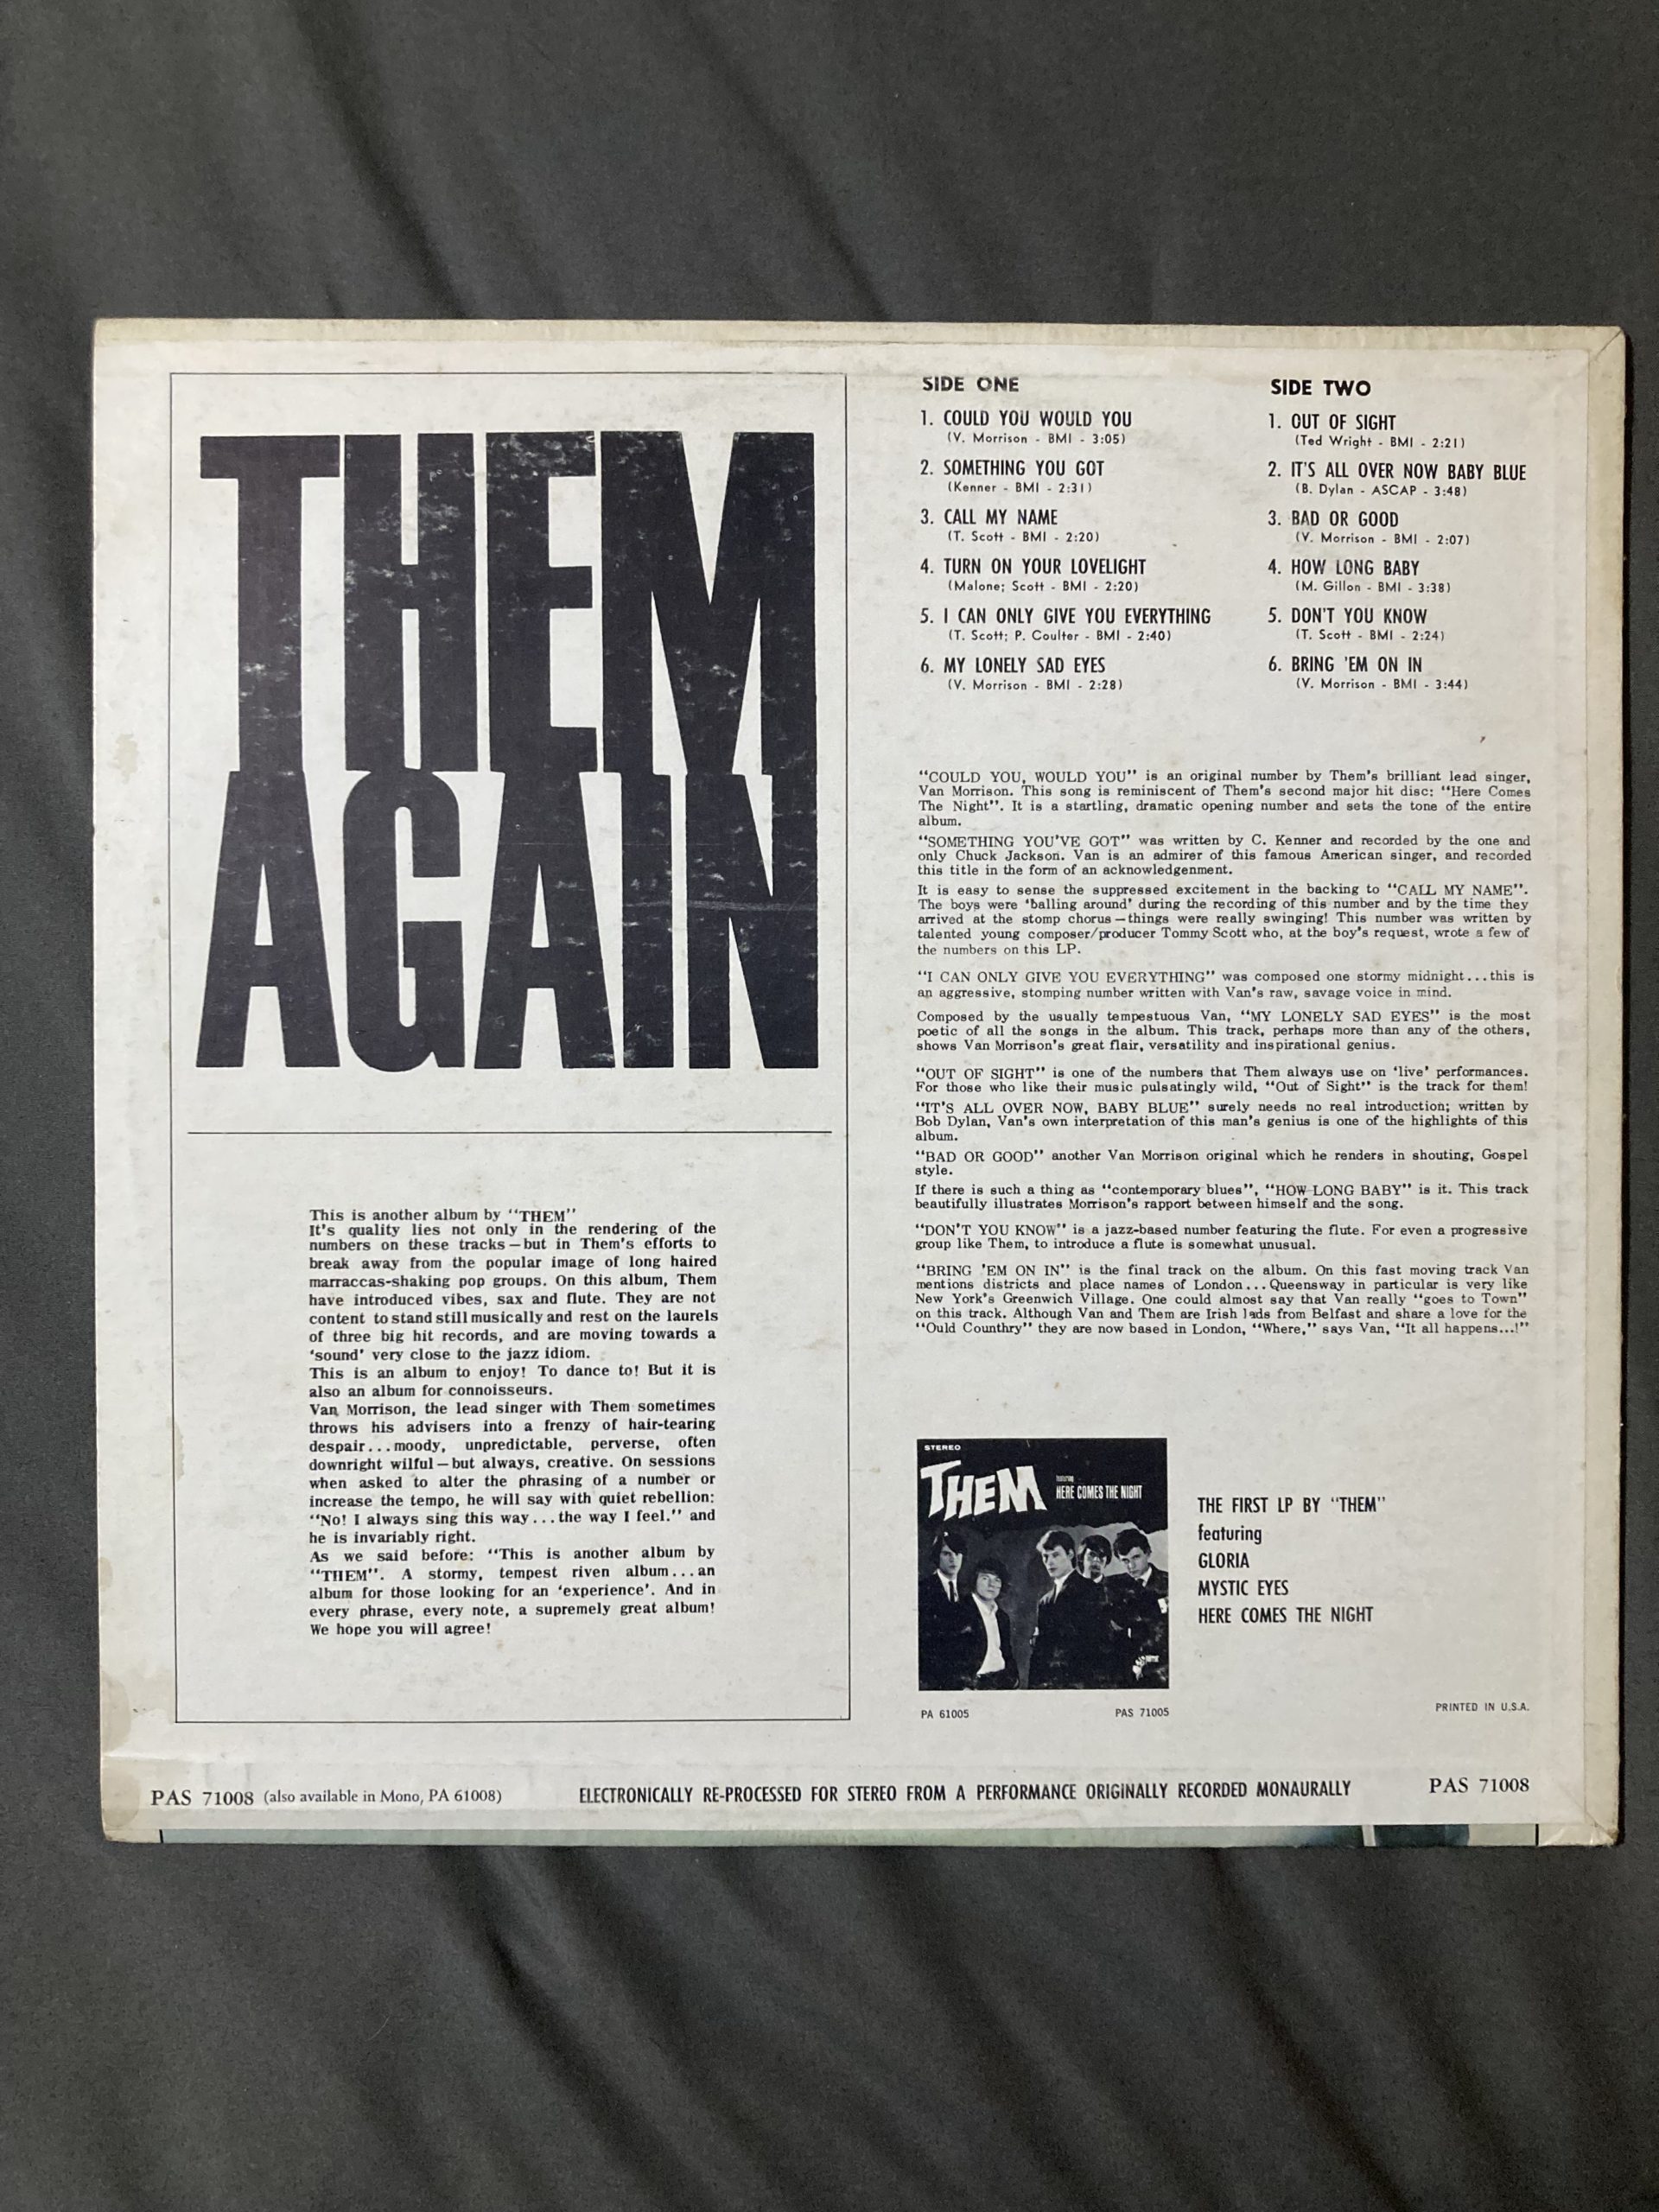 THEM
AGAIN
This is another album by "THEM"
It's quality lies not only in the rendering of the
numbers on these tracks—but in Them's efforts to
break away from the popular image of long haired
marraccas-shaking pop groups. On this album, Them
have introduced vibes, sax and flute. They are not
content to stand still musically and rest on the laurels
of three big hit records, and are moving towards a
'sound' very close to the jazz idiom.
This is an album to enjoy! To dance to! But it is
also an album for connoisseurs.
Van Morrison, the lead singer with Them sometimes
throws his advisers into a frenzy of hair-tearing
despair...moody, unpredictable, perverse, often
downright wilful—but always, creative. On sessions
when asked to alter the phrasing of a number or
increase the tempo, he will say with quiet rebellion:
"No! I always sing this way...the way I feel." and
he is invariably right.
As we said before: "This is another album by
"THEM". A stormy, tempest riven album...an
album for those looking for an 'experience'. And in
every phrase, every note, a supremely great album!
We hope you will agree!
SIDE ONE
1. COULD YOU WOULD YOU
(V. Morrison - BMI - 3:05)
2. SOMETHING YOU GOT
(Kenner - BMI - 2:31)
3. CALL MY NAME
(T. Scott - BMI - 2:20)
4. TURN ON YOUR LOVELIGHT
(Malone; Scott - BMI - 2:20)
5. I CAN ONLY GIVE YOU EVERYTHING
(T. Scott; P. Coulter - BMI - 2:40)
6. MY LONELY SAD EYES
(V. Morrison - BMI - 2:28)
SIDE TWO
1. OUT OF SIGHT
(Ted Wright - BMI - 2:21)
2. IT'S ALL OVER NOW BABY BLUE
(B. Dylan - ASCAP - 3:48)
3. BAD OR GOOD
(V. Morrison - BMI - 2:07)
4. HOW LONG BABY
(M. Gillon - BMI - 3:38)
5. DON'T YOU KNOW
(T. Scott - BMI - 2:24)
6. BRING 'EM ON IN
(V. Morrison - BMI - 3:44)
"COULD YOU, WOULD YOU" is an original number by Them's brilliant lead singer,
Van Morrison. This song is reminiscent of Them's second major hit disc: "Here Comes
The Night". It is a startling, dramatic opening number and sets the tone of the entire
album.
"SOMETHING YOU'VE GOT" was written by C. Kenner and recorded by the one and
only Chuck Jackson. Van is an admirer of this famous American singer, and recorded
this title in the form of an acknowledgenment.
It is easy to sense the suppressed excitement in the backing to "CALL MY NAME".
The boys were 'balling around' during the recording of this number and by the time they
arrived at the stomp chorus—things were really swinging! This number was written by
talented young composer/producer Tommy Scott who, at the boy's request, wrote a few of
the numbers on this LP.
"I CAN ONLY GIVE YOU EVERYTHING" was composed one stormy midnight...this is
an aggressive, stomping number written with Van's raw, savage voice in mind.
Composed by the usually tempestuous Van, "MY LONELY SAD EYES" is the most
poetic of all the songs in the album. This track, perhaps more than any of the others,
shows Van Morrison's great flair, versatility and inspirational genius.
"OUT OF SIGHT" is one of the numbers that Them always use on 'live' performances.
For those who like their music pulsatingly wild, "Out of Sight" is the track for them!
"IT'S ALL OVER NOW, BABY BLUE" surely needs no real introduction; written by
Bob Dylan, Van's own interpretation of this man's genius is one of the highlights of this
album.
"BAD OR GOOD" another Van Morrison original which he renders in shouting, Gospel
style.
If there is such a thing as "contemporary blues", "HOW LONG BABY" is it. This track
beautifully illustrates Morrison's rapport between himself and the song.
"DON'T YOU KNOW" is a jazz-based number featuring the flute. For even a progressive
group like Them, to introduce a flute is somewhat unusual.
"BRING 'EM ON IN" is the final track on the album. On this fast moving track Van
mentions districts and place names of London...Queensway in particular is very like
New York's Greenwich Village. One could almost say that Van really "goes to Town"
on this track. Although Van and Them are Irish lads from Belfast and share a love for the
"Ould Counthry" they are now based in London, "Where," says Van, "It all happens...!"
STEREO
THEM
featuring
HERE COMES THE NIGHT
PA 61005
PAS 71005
THE FIRST LP BY "THEM"
featuring
GLORIA
MYSTIC EYES
HERE COMES THE NIGHT
PRINTED IN U.S.A.
PAS 71008 (also available in Mono, PA 61008)
ELECTRONICALLY RE-PROCESSED FOR STEREO FROM A PERFORMANCE ORIGINALLY RECORDED MONAURALLY
PAS 71008